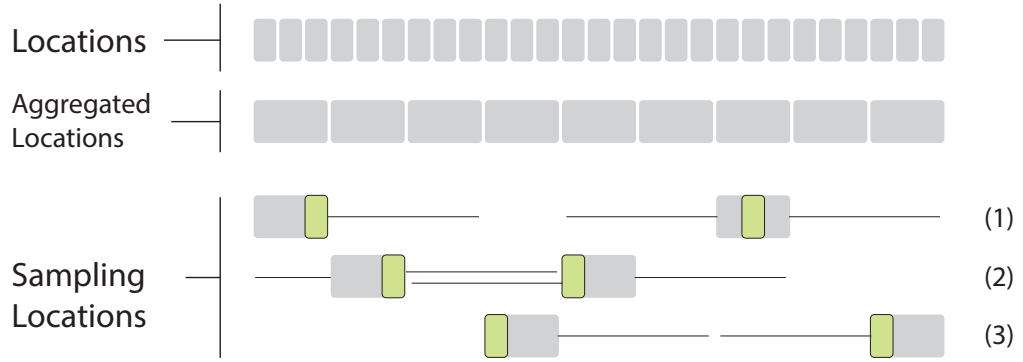 Locations
Aggregated
Locations
(1)
Sampling
Locations
(2)
(3)